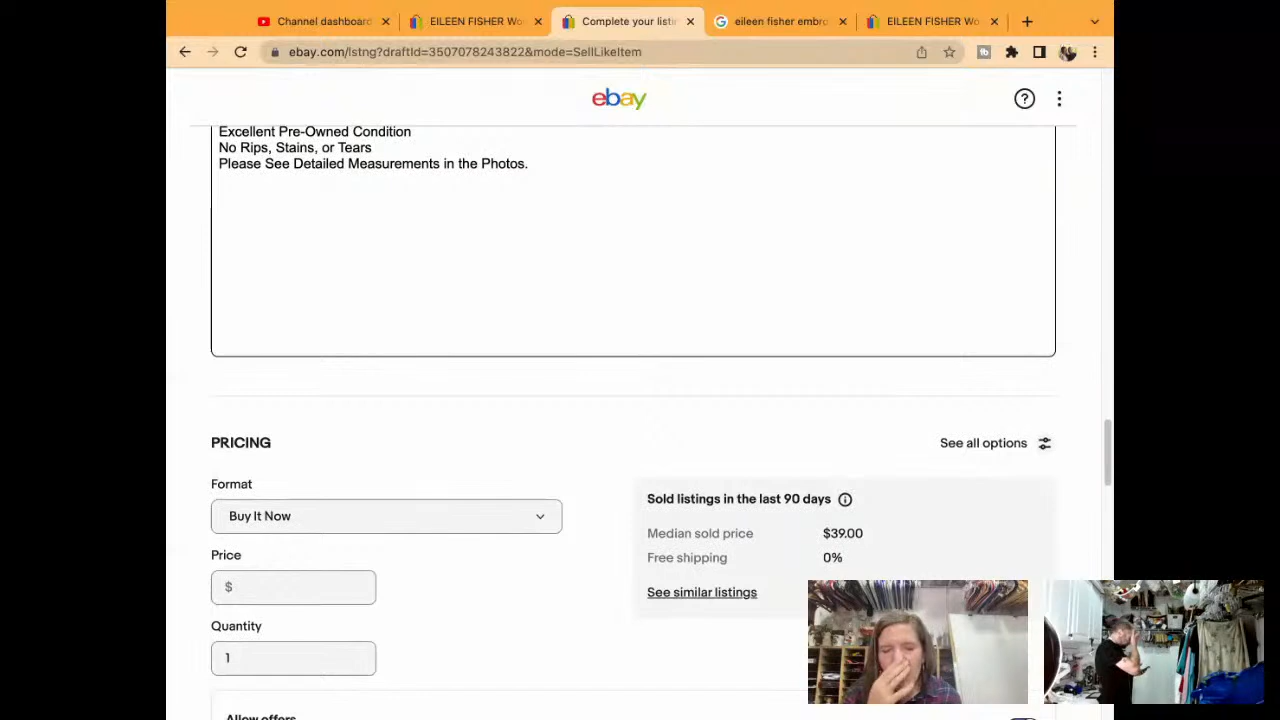 Channel dashboard
EILEEN FISHER Wo
Complete your listi
eileen fisher embro
EILEEN FISHER Wo
ebay.com/lstng?draftId=3507078243822&mode=SellLikeItem
ebay
Excellent Pre-Owned Condition
No Rips, Stains, or Tears
Please See Detailed Measurements in the Photos.
PRICING
See all options
Format
Buy It Now
Sold listings in the last 90 days
Median sold price $39.00
Free shipping 0%
See similar listings
Price
$
Quantity
1
Allow offers